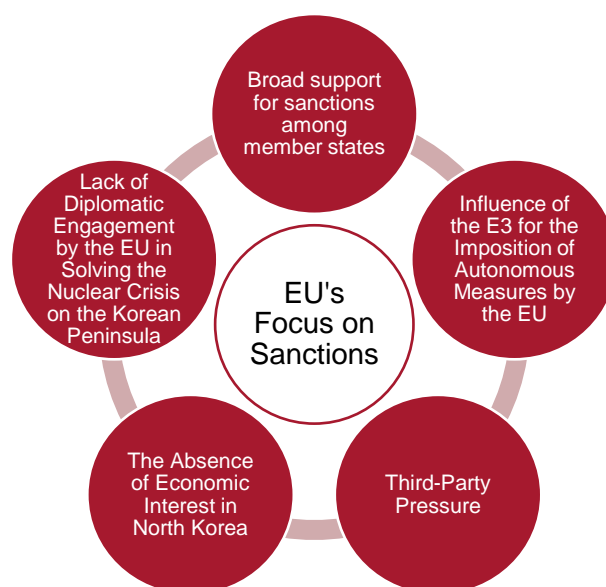 Broad support
for sanctions
among
member states
Influence of
the E3 for the
Imposition of
Autonomous
Measures by
the EU
Third-Party
Pressure
The Absence
of Economic
Interest in
North Korea
Lack of
Diplomatic
Engagement
by the EU in
Solving the
Nuclear Crisis
on the Korean
Peninsula
EU's
Focus on
Sanctions